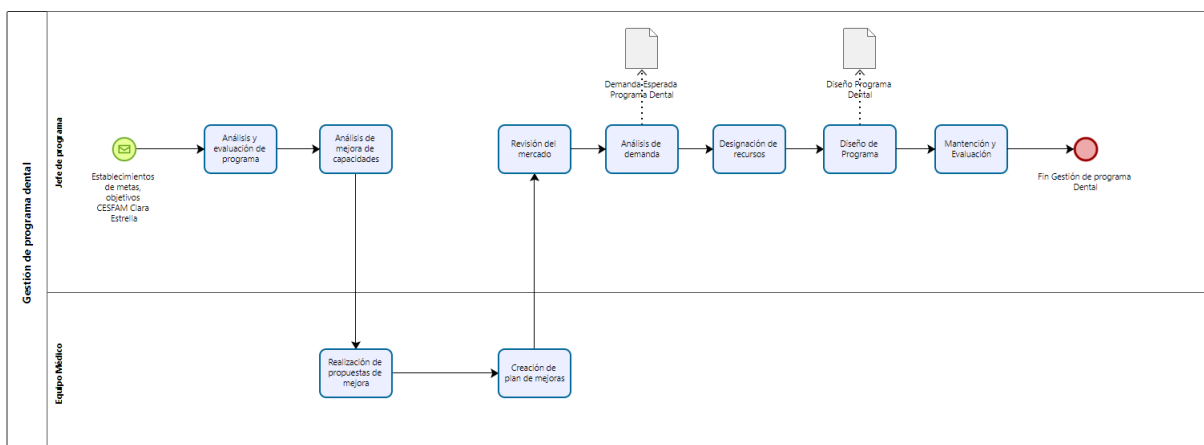 Gestión de programa dental
Jefe de programa
Establecimientos
de metas,
objetivos
CESFAM Clara
Estrella
Análisis y
evaluación de
programa
Análisis de
mejora de
capacidades
Revisión del
mercado
Demanda Esperada
Programa Dental
Análisis de
demanda
Designación de
recursos
Diseño Programa
Dental
Diseño de
Programa
Mantención y
Evaluación
Fin Gestión de programa
Dental
Equipo Médico
Realización de
propuestas de
mejora
Creación de
plan de mejoras